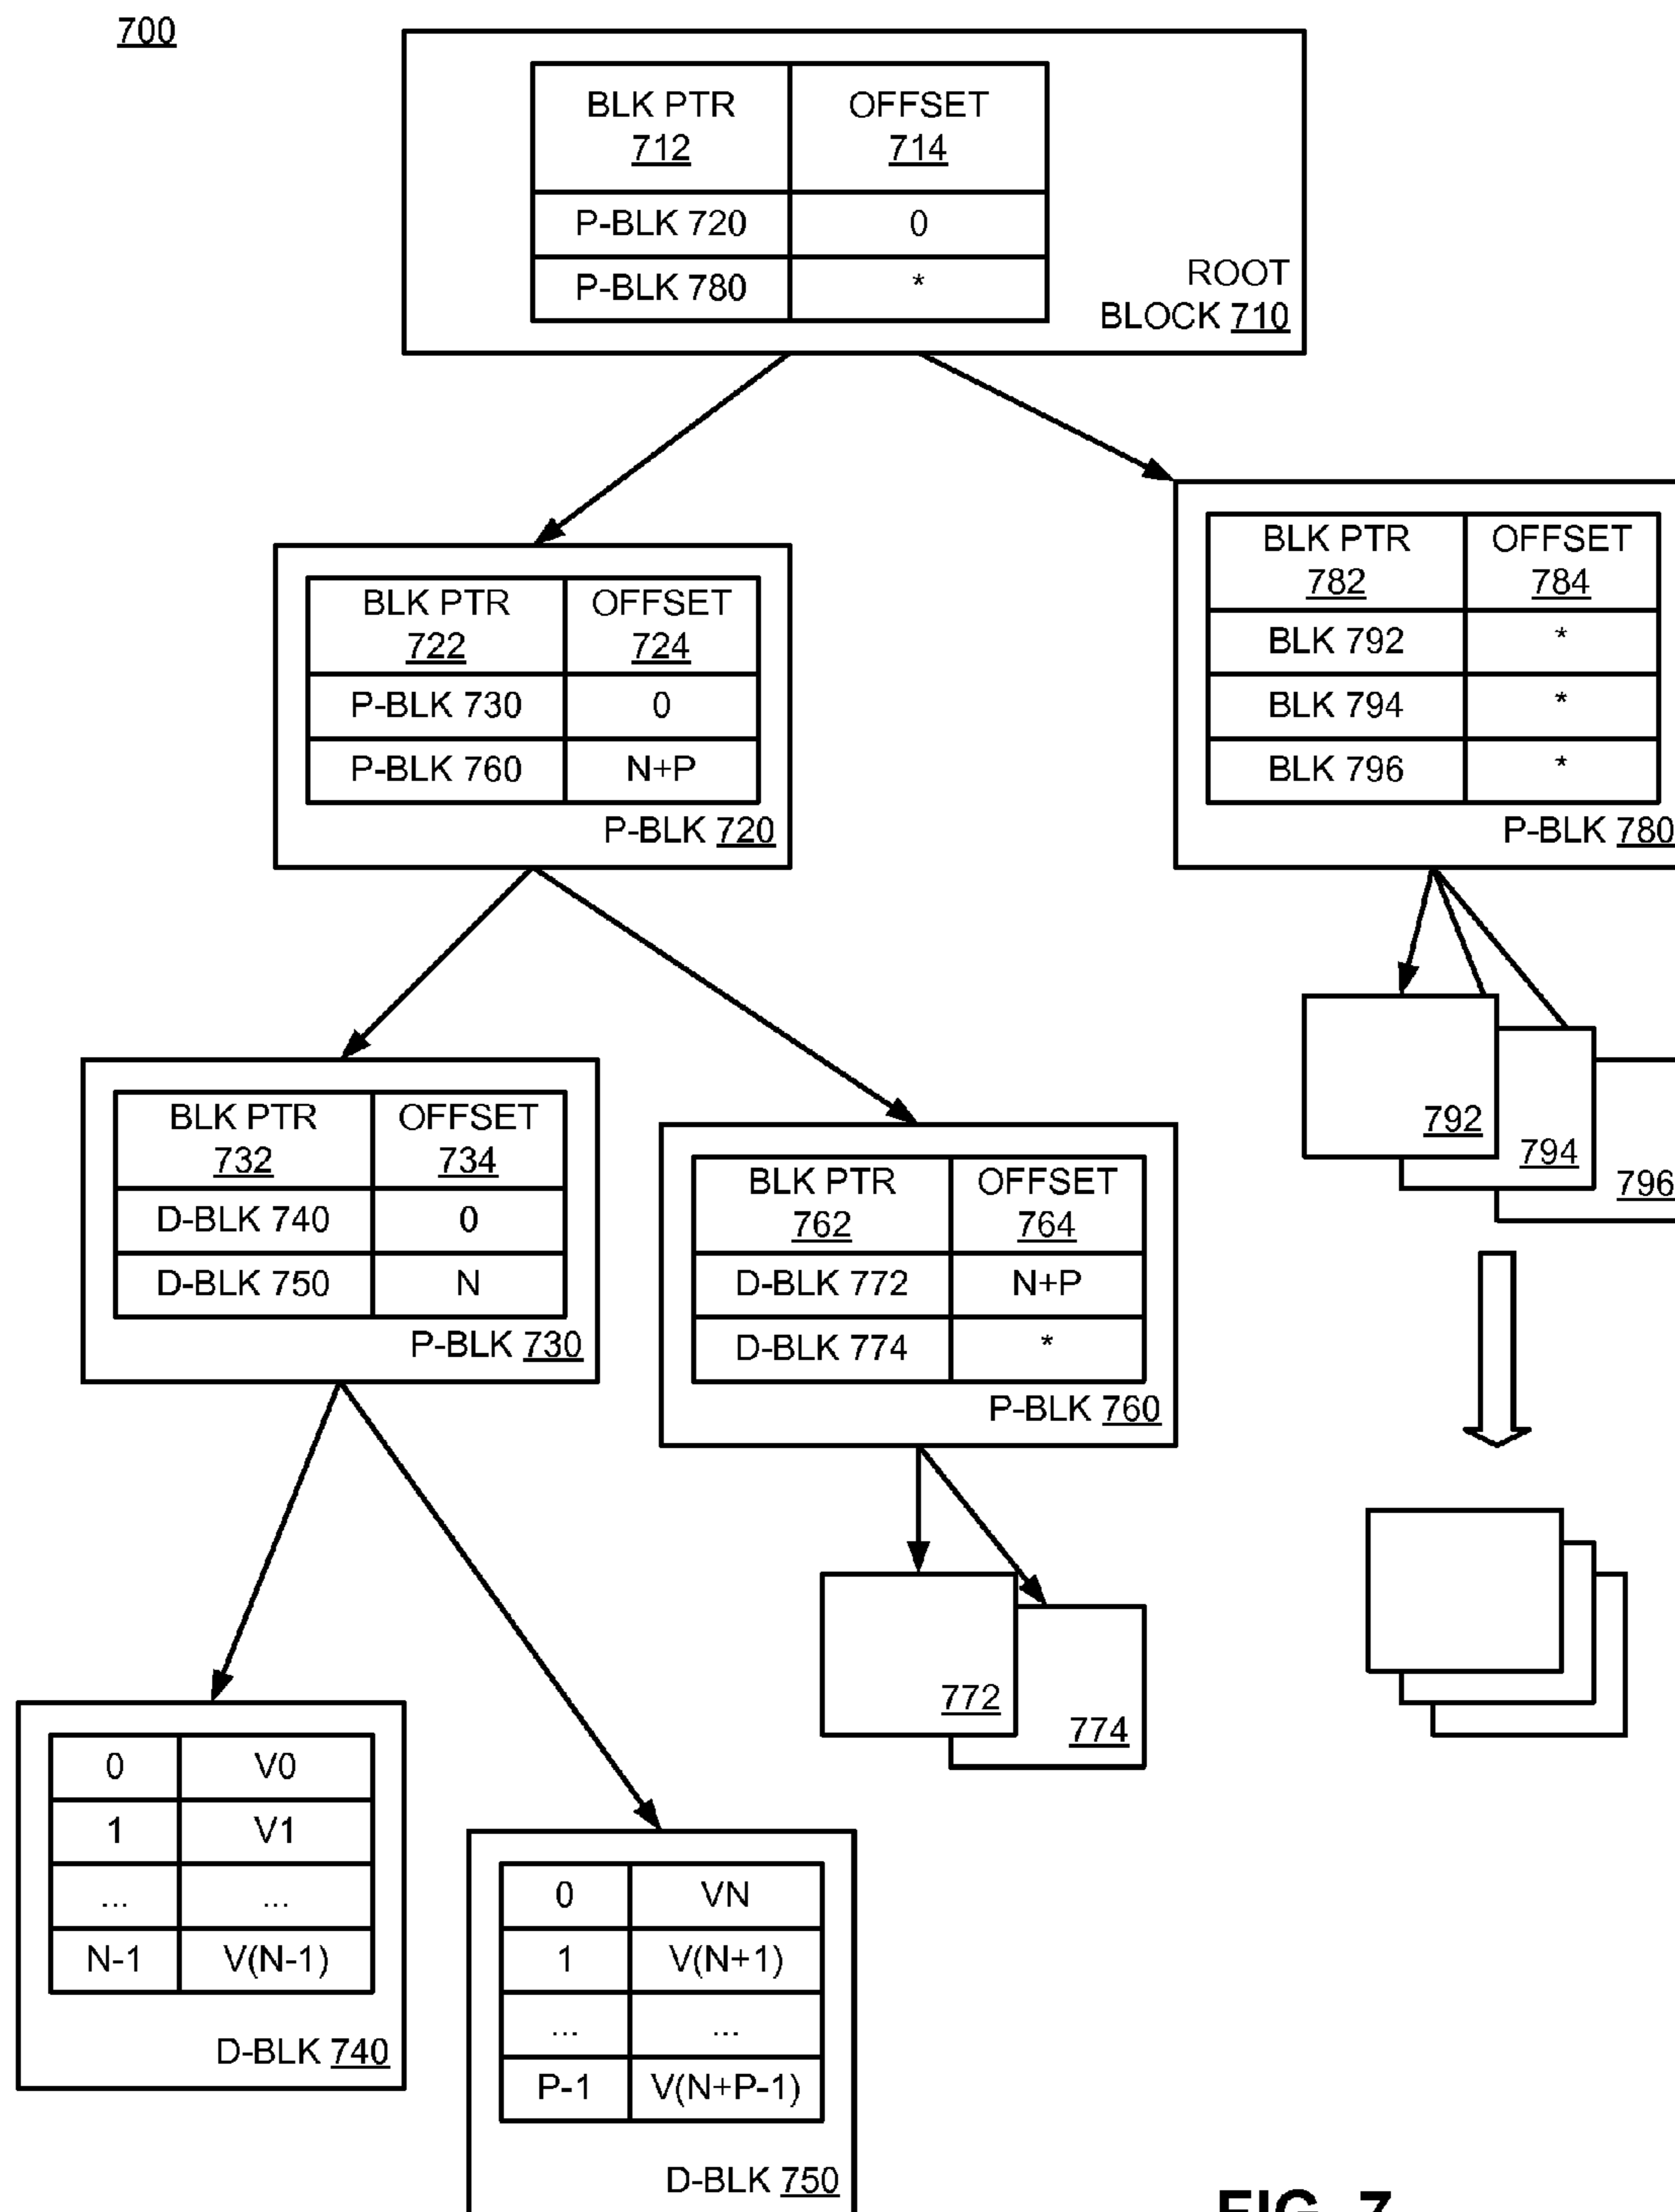 700
BLK PTR OFFSET
712 714
P-BLK 720 0
P-BLK 780 *
ROOT
BLOCK 710
BLK PTR OFFSET
722 724
P-BLK 730 0
P-BLK 760 N+P
P-BLK 720
BLK PTR OFFSET
782 784
BLK 792 *
BLK 794 *
BLK 796 *
P-BLK 780
BLK PTR OFFSET
732 734
D-BLK 740 0
D-BLK 750 N
P-BLK 730
BLK PTR OFFSET
762 764
D-BLK 772 N+P
D-BLK 774 *
P-BLK 760
792
794
796
772
774
0 V0
1 V1
... ...
N-1 V(N-1)
D-BLK 740
0 VN
1 V(N+1)
... ...
P-1 V(N+P-1)
D-BLK 750
FIG. 7